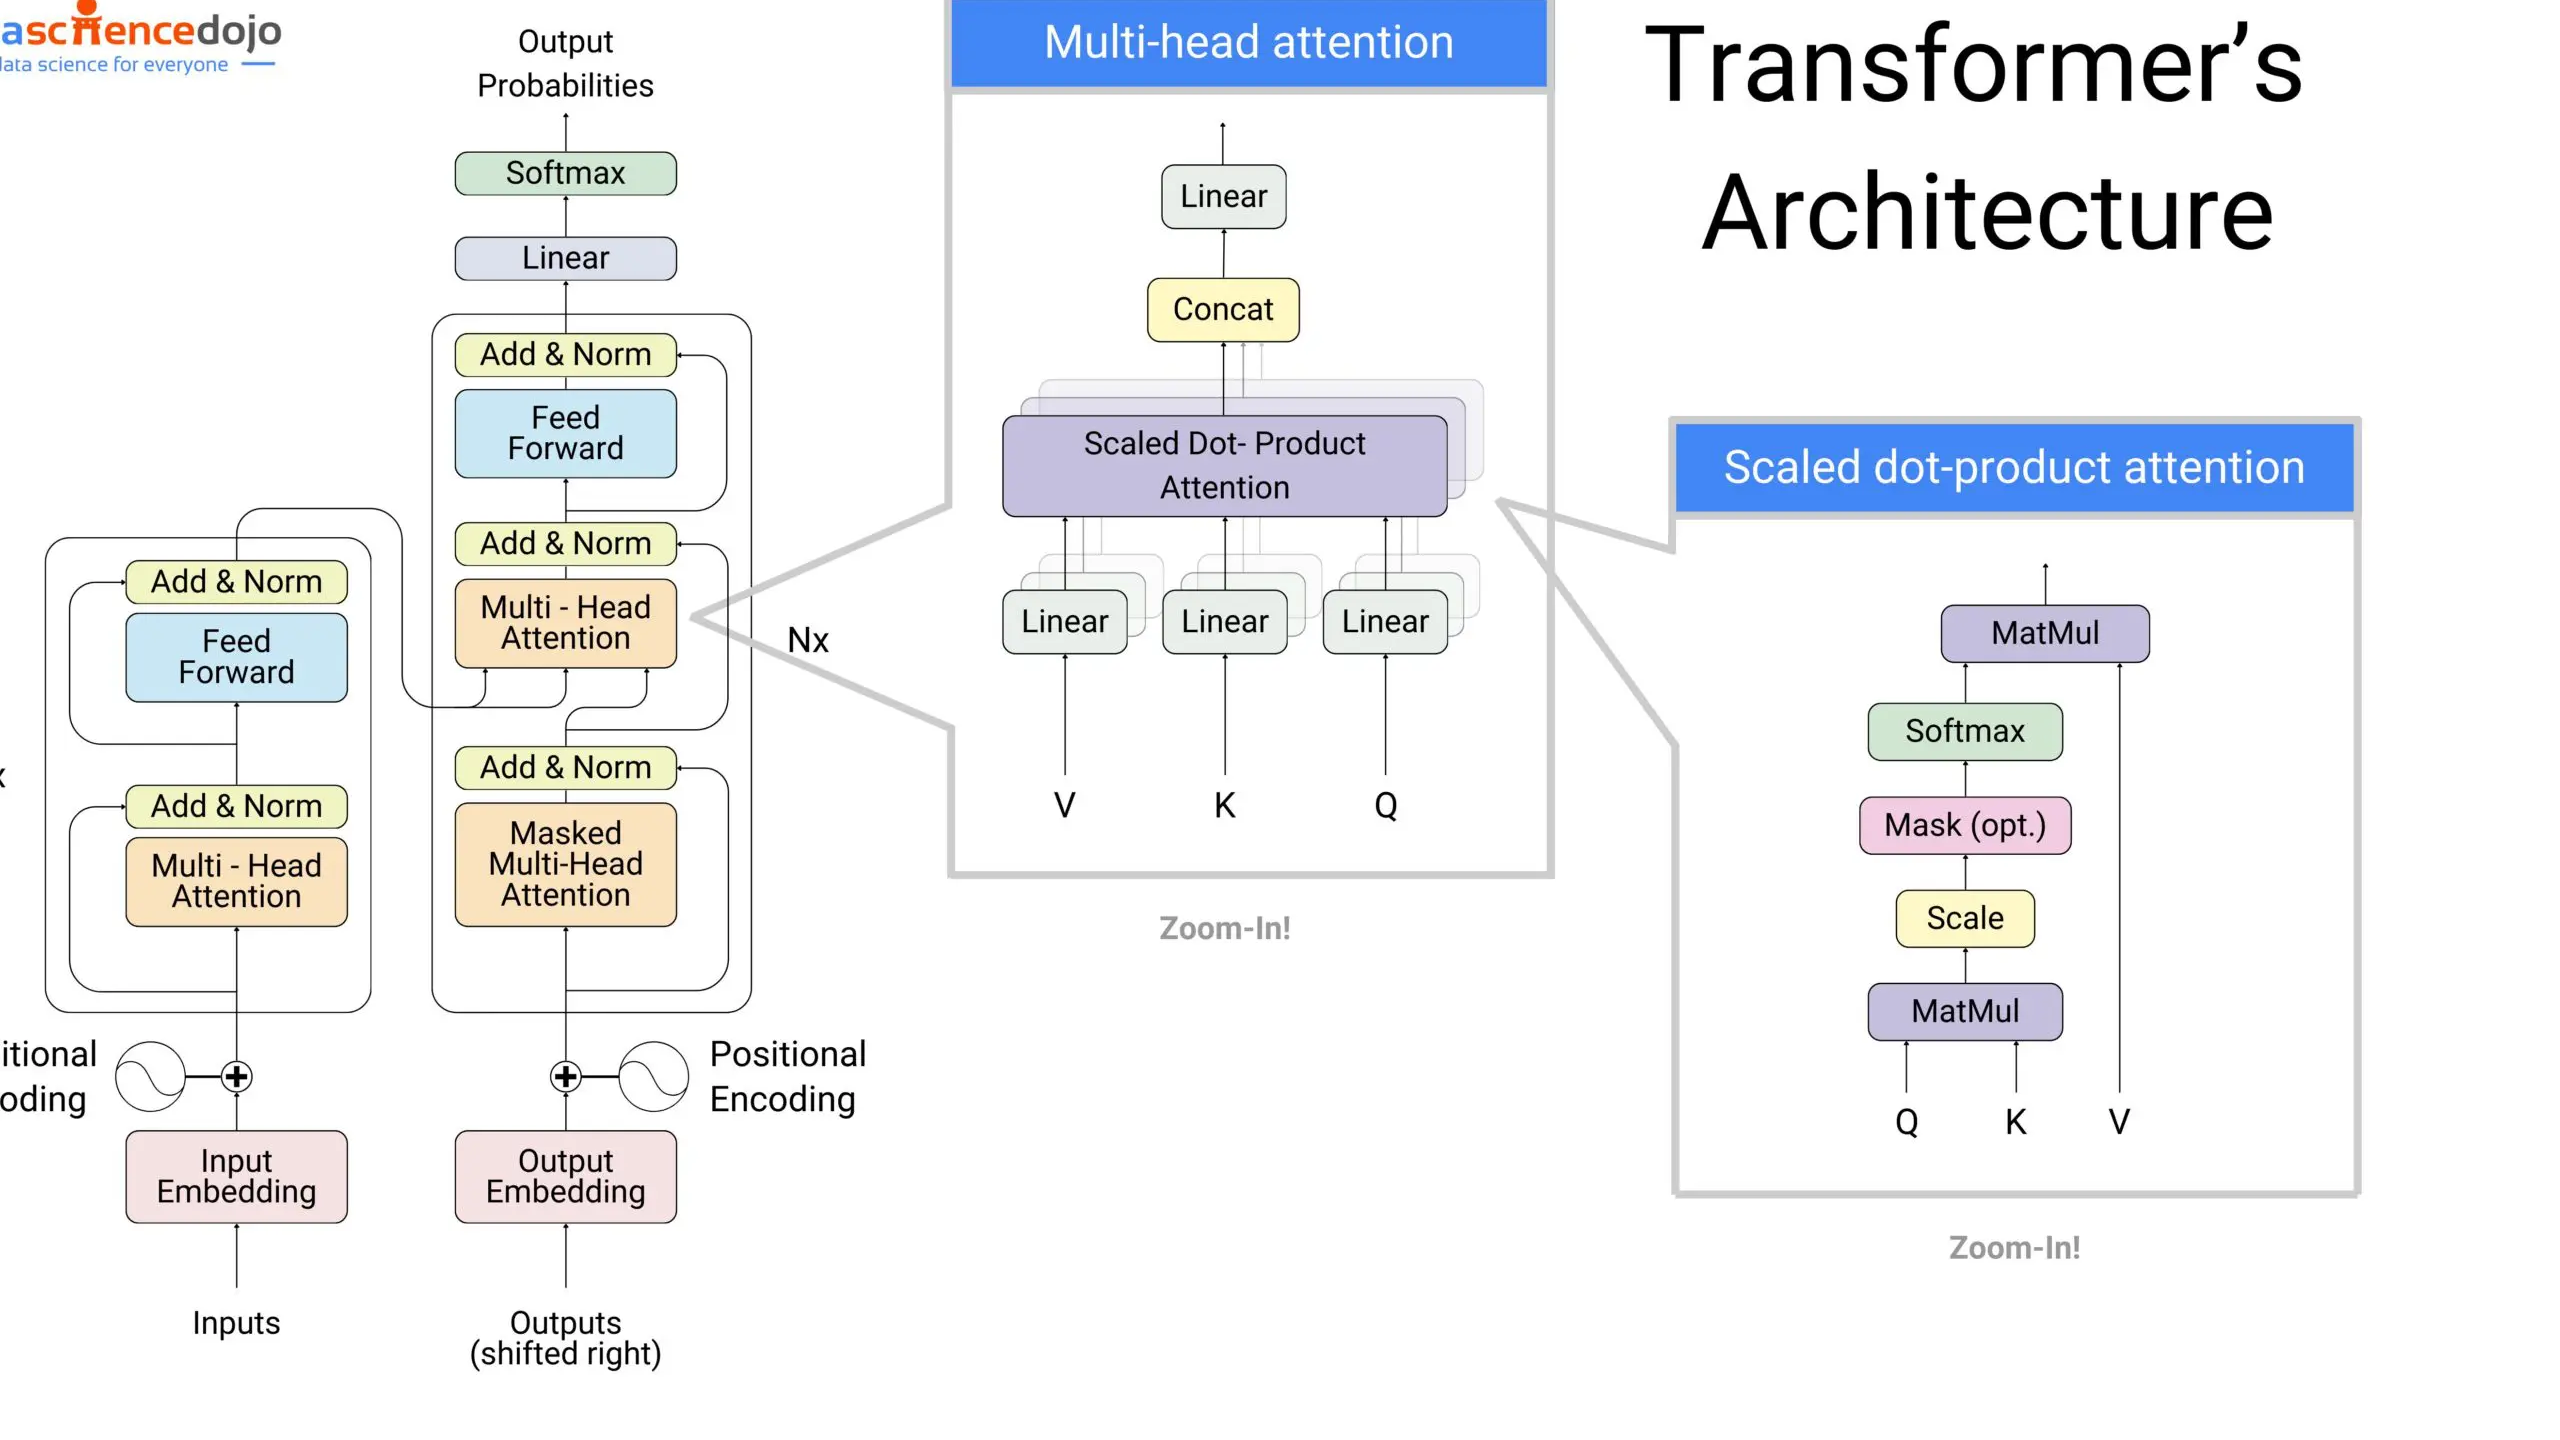 asciencedojo
data science for everyone
Output
Probabilities
Softmax
Linear
Add & Norm
Feed
Forward
Add & Norm
Multi - Head
Attention
Nx
Add & Norm
Masked
Multi-Head
Attention
Positional
Encoding
Output
Embedding
Outputs
(shifted right)
Add & Norm
Feed
Forward
Add & Norm
Multi - Head
Attention
x
itional
oding
Input
Embedding
Inputs
Multi-head attention
Linear
Concat
Scaled Dot- Product
Attention
Linear
Linear
Linear
V
K
Q
Zoom-In!
Transformer's
Architecture
Scaled dot-product attention
MatMul
Softmax
Mask (opt.)
Scale
MatMul
Q
K
V
Zoom-In!